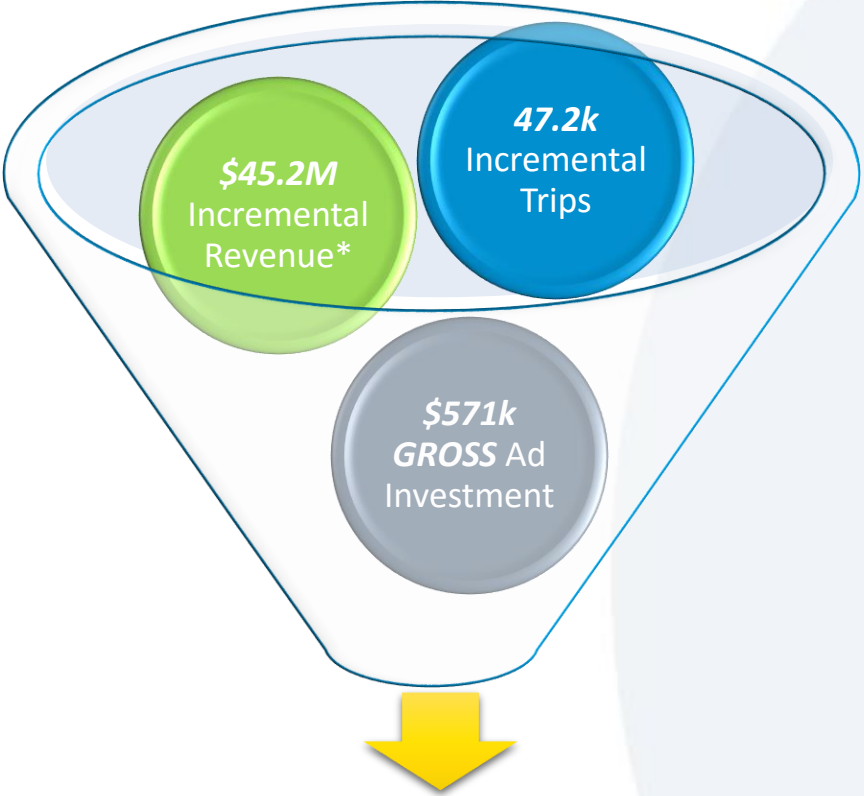 $45.2M
Incremental
Revenue*
47.2k
Incremental
Trips
$571k
GROSS Ad
Investment